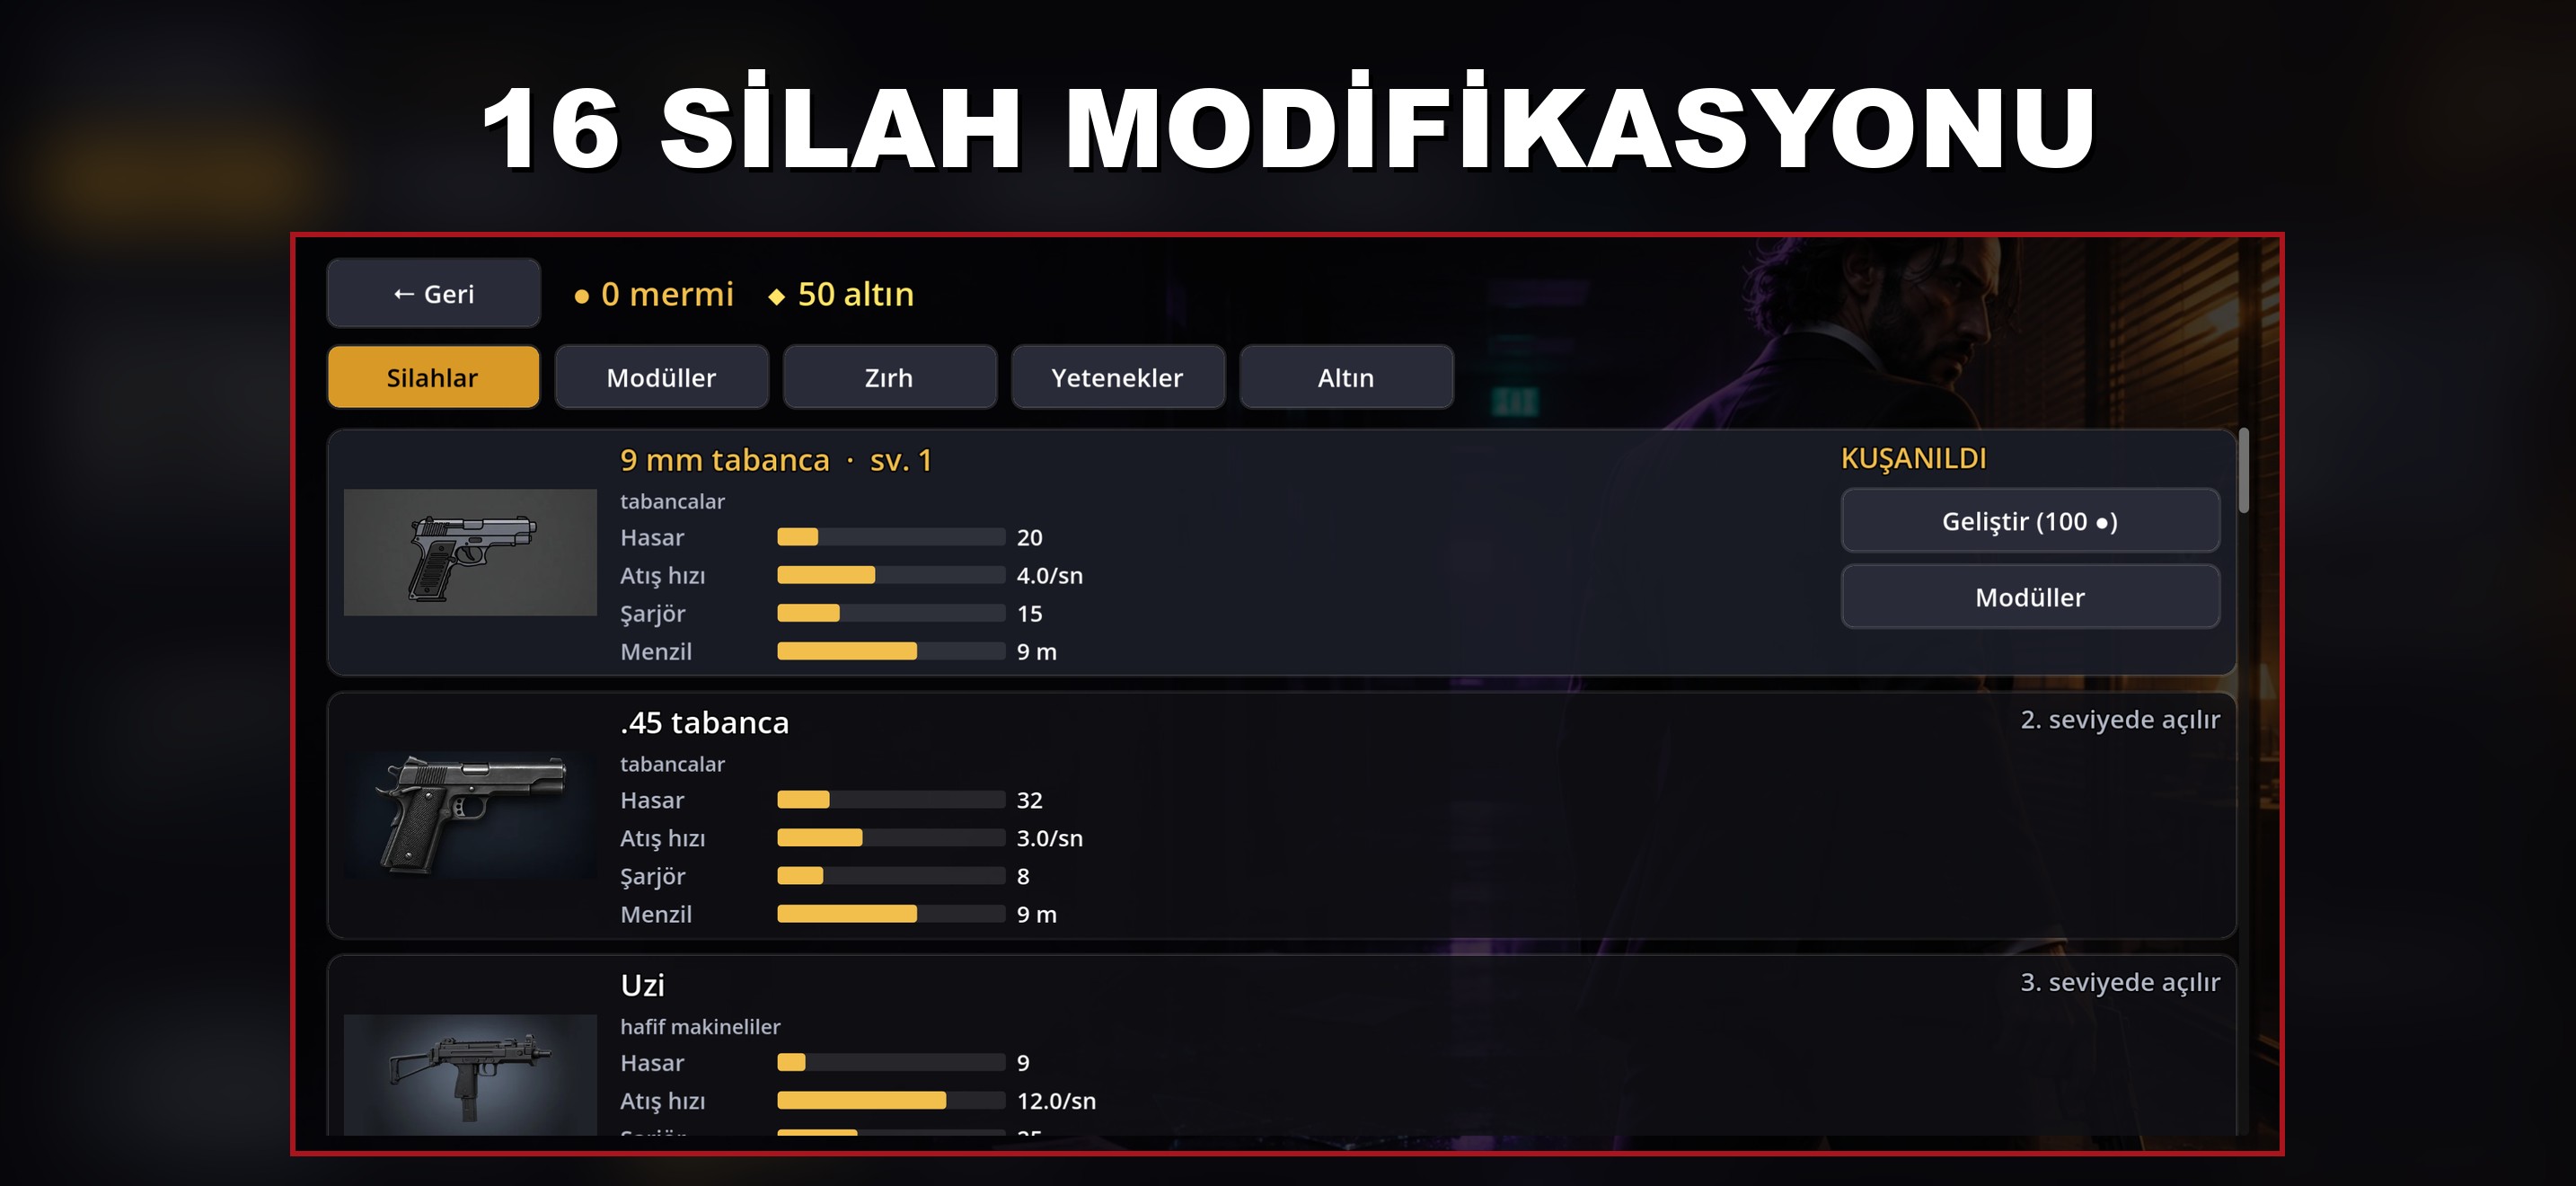 16 SİLAH MODİFİKASYONU
← Geri
● 0 mermi ◆ 50 altın
Silahlar Modüller Zırh Yetenekler Altın
9 mm tabanca · sv. 1
KUŞANILDI
tabancalar
Hasar 20
Geliştir (100 ●)
Atış hızı 4.0/sn
Modüller
Şarjör 15
Menzil 9 m
.45 tabanca
2. seviyede açılır
tabancalar
Hasar 32
Atış hızı 3.0/sn
Şarjör 8
Menzil 9 m
Uzi
3. seviyede açılır
hafif makineliler
Hasar 9
Atış hızı 12.0/sn